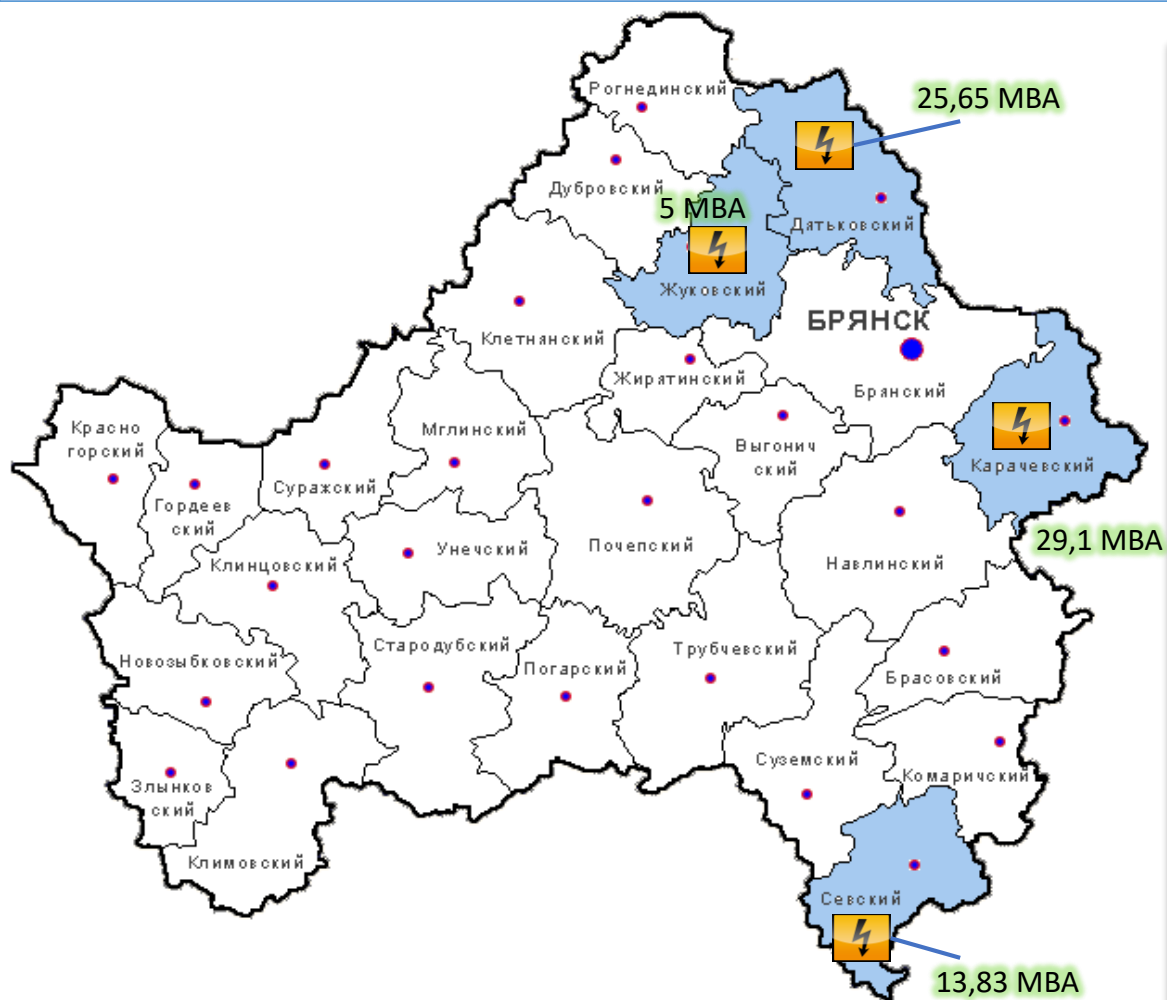 Рогнединский
25,65 МВА
Дубровский
5 МВА
Дятьковский
Жуковский
БРЯНСК
Клетнянский
Жирятинский
Брянский
Красно
горский
Мглинский
Выгонич
ский
Карачевский
Суражский
Гордеев
ский
29,1 МВА
Унечский
Почепский
Навлинский
Клинцовский
Стародубский
Трубчевский
Новозыбковский
Погарский
Брасовский
Суземский
Комаричский
Злынков
ский
Климовский
Севский
13,83 МВА